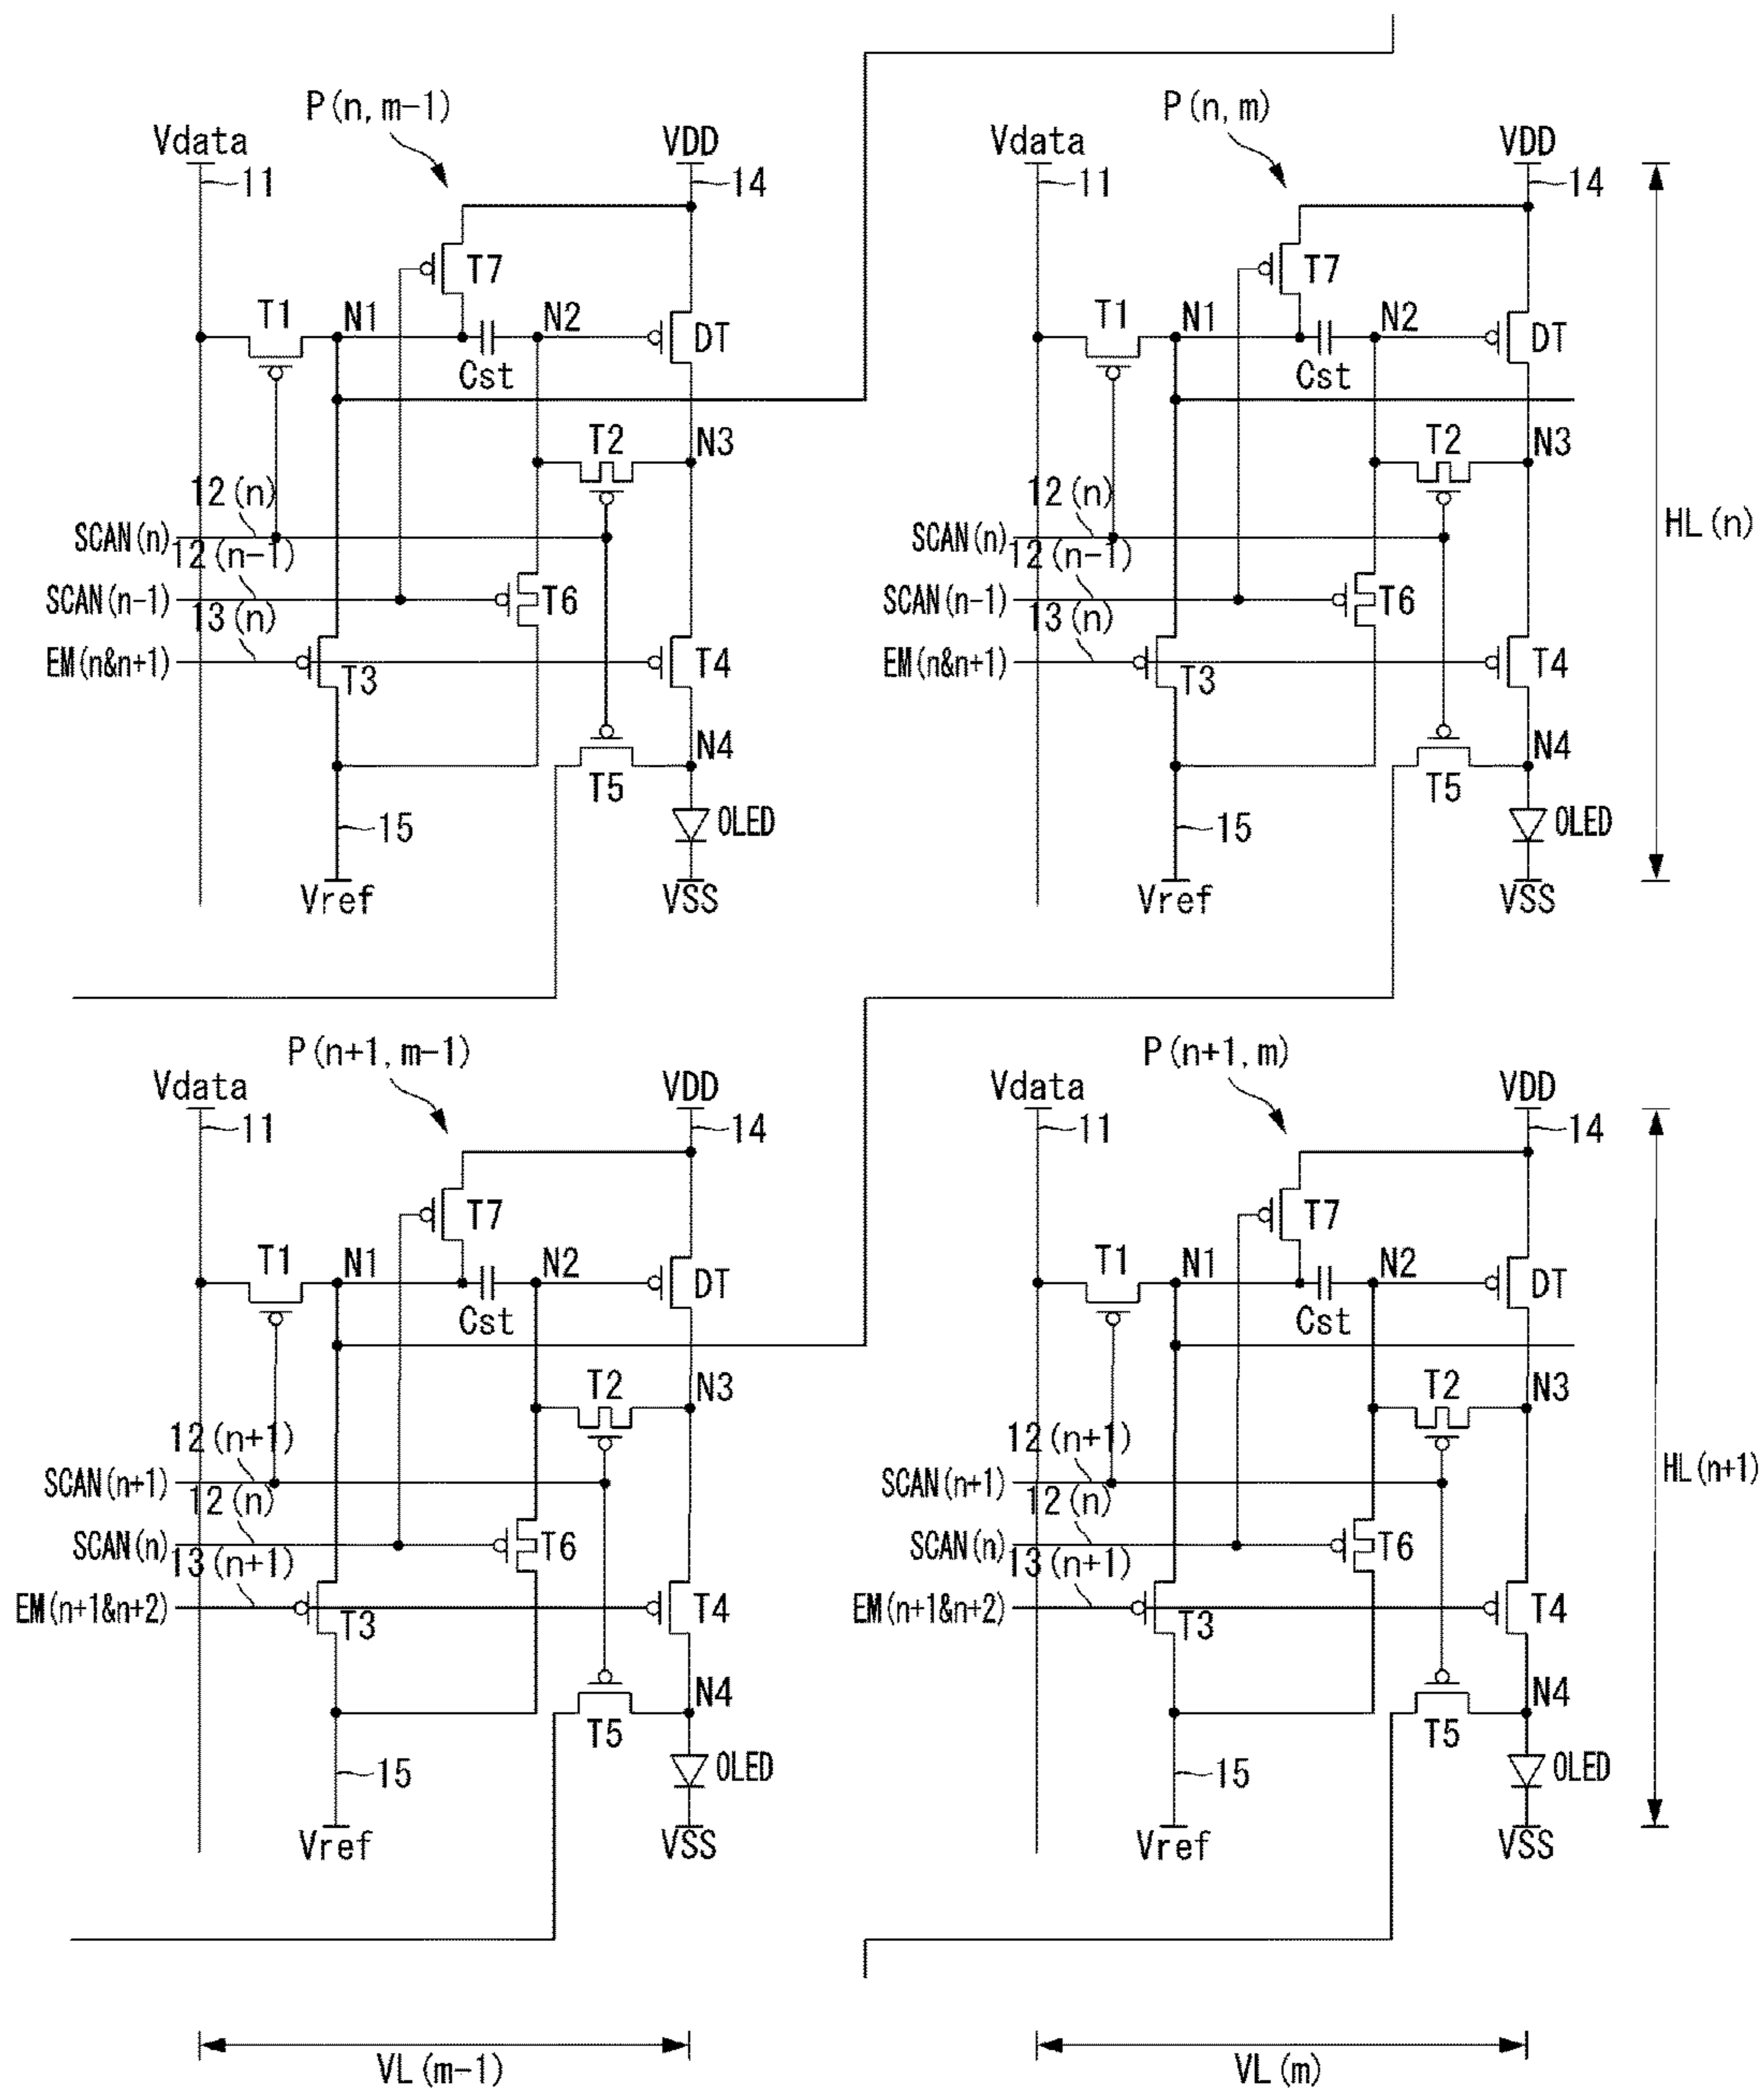 P(n,m-1)
P(n,m)
Vdata
VDD
Vdata
VDD
11
14
11
14
T7
T7
T1
N1
N2
DT
T1
N1
N2
DT
Cst
Cst
T2
N3
T2
N3
12(n)
12(n)
HL(n)
SCAN(n)
SCAN(n)
12(n-1)
12(n-1)
SCAN(n-1)
T6
SCAN(n-1)
T6
13(n)
13(n)
EM(n&n+1)
T3
T4
EM(n&n+1)
T3
T4
N4
N4
T5
T5
15
OLED
15
OLED
Vref
VSS
Vref
VSS
P(n+1,m-1)
P(n+1,m)
Vdata
VDD
Vdata
VDD
11
14
11
14
T7
T7
T1
N1
N2
DT
T1
N1
N2
DT
Cst
Cst
T2
N3
T2
N3
12(n+1)
12(n+1)
HL(n+1)
SCAN(n+1)
SCAN(n+1)
12(n)
12(n)
SCAN(n)
T6
SCAN(n)
T6
13(n+1)
13(n+1)
EM(n+1&n+2)
T3
T4
EM(n+1&n+2)
T3
T4
N4
N4
T5
T5
15
OLED
15
OLED
Vref
VSS
Vref
VSS
VL(m-1)
VL(m)